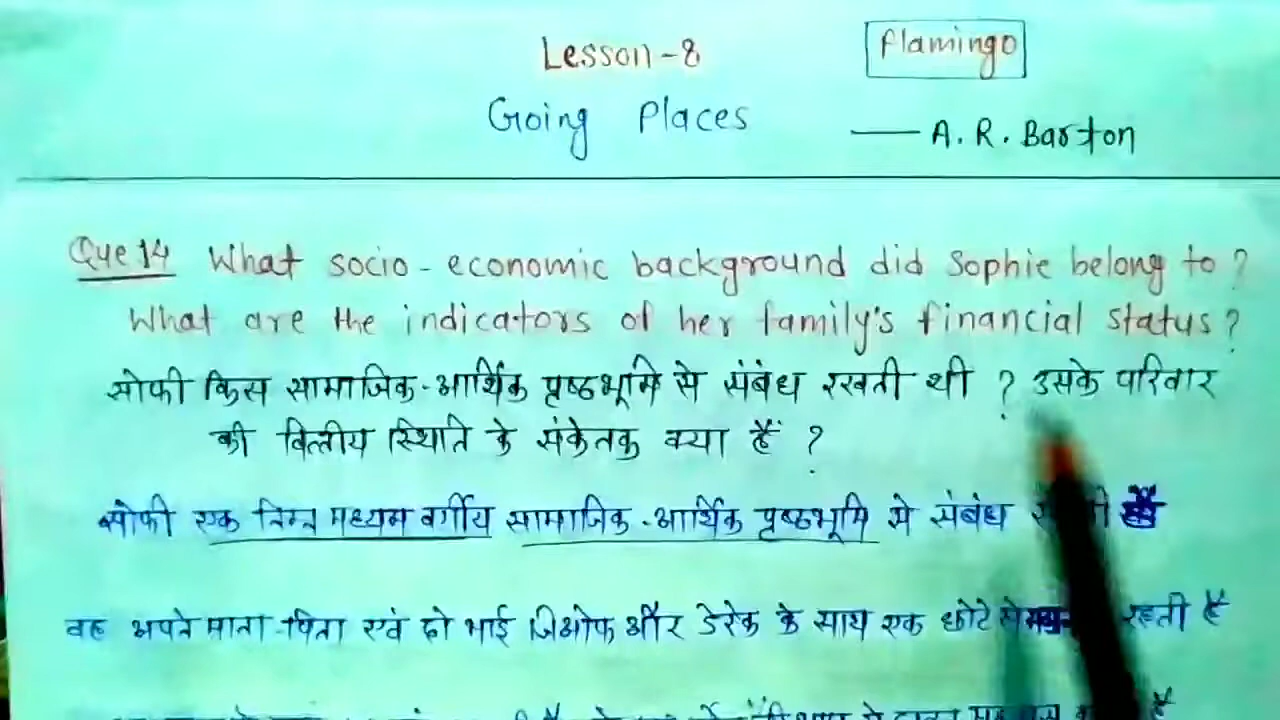 Lesson-8
Flamingo
Going Places
— A. R. Barton
Que 14 What socio-economic background did Sophie belong to?
What are the indicators of her family's financial status?
सोफी किस सामाजिक-आर्थिक प्रष्ठभूमि से संबंध रखती थी ? उसके परिवार
की वित्तीय स्थिति के संकेतक क्या हैं ?
सोफी एक निम्न मध्यम वर्गीय सामाजिक-आर्थिक प्रष्ठभूमि से संबंध
वह अपने माता-पिता एवं दो भाई जिओफ और डेरेक के साथ एक छोटे से रहती है